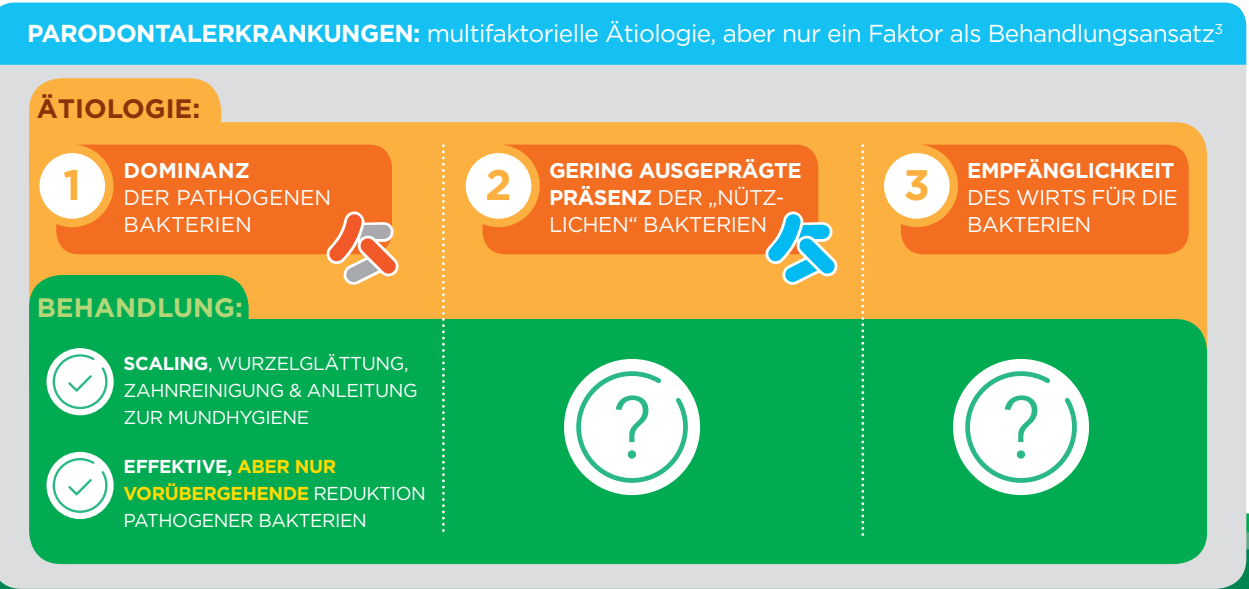 PARODONTALERKRANKUNGEN: multifaktorielle Ätiologie, aber nur ein Faktor als Behandlungsansatz³
ÄTIOLOGIE:
1
DOMINANZ
DER PATHOGENEN
BAKTERIEN
2
GERING AUSGEPRÄGTE
PRÄSENZ DER „NÜTZ-
LICHEN“ BAKTERIEN
3
EMPFÄNGLICHKEIT
DES WIRTS FÜR DIE
BAKTERIEN
BEHANDLUNG:
SCALING, WURZELGLÄTTUNG,
ZAHNREINIGUNG & ANLEITUNG
ZUR MUNDHYGIENE
EFFEKTIVE, ABER NUR
VORÜBERGEHENDE REDUKTION
PATHOGENER BAKTERIEN
?
?